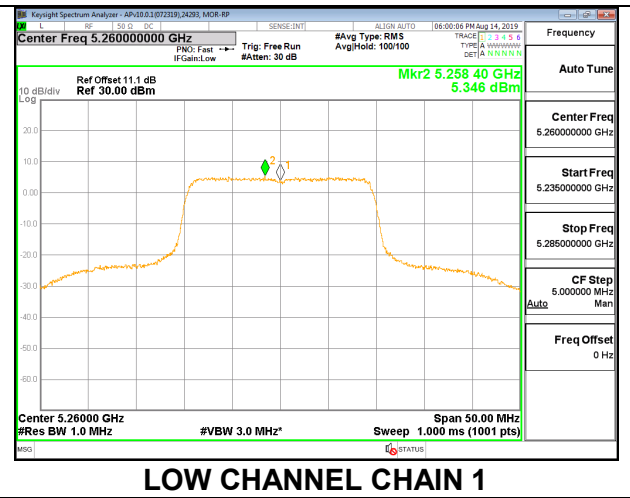 Keysight Spectrum Analyzer - APv10.0.1(072319),24293, MOR-RP
L RF 50 Ω DC SENSE:INT ALIGN AUTO 06:00:06 PM Aug 14, 2019
Center Freq 5.260000000 GHz
PNO: Fast
IFGain:Low
Trig: Free Run
#Atten: 30 dB
#Avg Type: RMS
Avg|Hold: 100/100
TRACE 1 2 3 4 5 6
TYPE A WWWWW
DET A N N N N N
Frequency
Ref Offset 11.1 dB
10 dB/div Ref 30.00 dBm
Log
Mkr2 5.258 40 GHz
5.346 dBm
Auto Tune
Center Freq
5.260000000 GHz
Start Freq
5.235000000 GHz
Stop Freq
5.285000000 GHz
CF Step
5.000000 MHz
Auto Man
Freq Offset
0 Hz
20.0
10.0
0.00
-10.0
-20.0
-30.0
-40.0
-50.0
-60.0
2
1
Center 5.26000 GHz Span 50.00 MHz
#Res BW 1.0 MHz #VBW 3.0 MHz* Sweep 1.000 ms (1001 pts)
MSG STATUS
LOW CHANNEL CHAIN 1